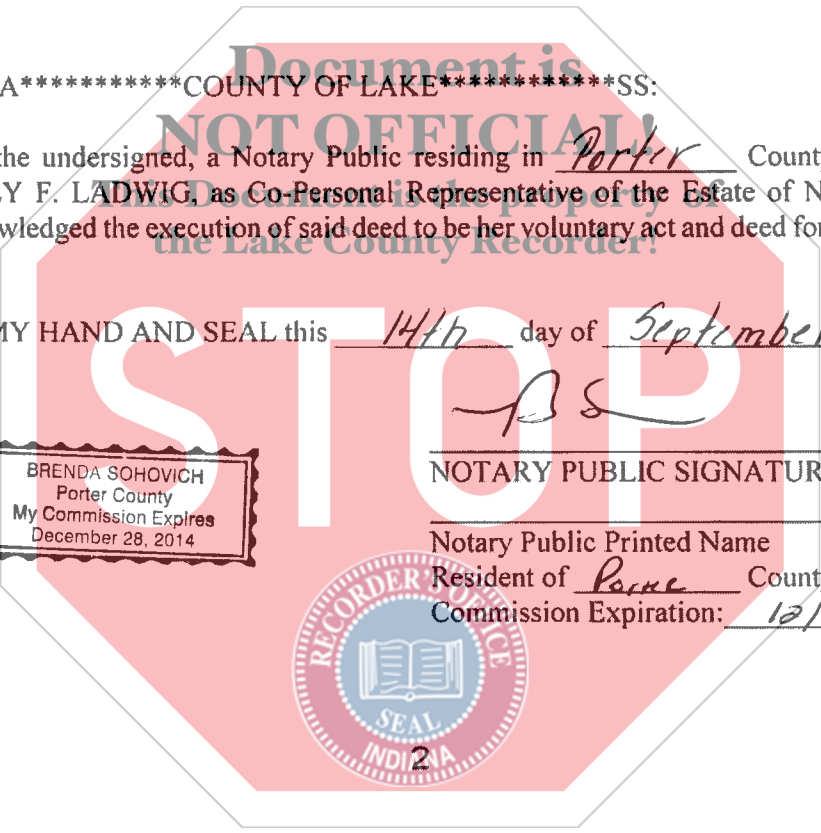 Document is
A***********COUNTY OF LAKE*************SS:
NOT OFFICIAL!
the undersigned, a Notary Public residing in Porter Count
This Document is the property of
LY F. LADWIG, as Co-Personal Representative of the Estate of N
wledged the execution of said deed to be her voluntary act and deed for
the Lake County Recorder!
MY HAND AND SEAL this 14th day of September
STOP
BRENDA SOHOVICH
Porter County
My Commission Expires
December 28, 2014
NOTARY PUBLIC SIGNATUR
Notary Public Printed Name
Resident of County
Commission Expiration: 12/
RECORDER'S OFFICE
SEAL
INDIANA
2